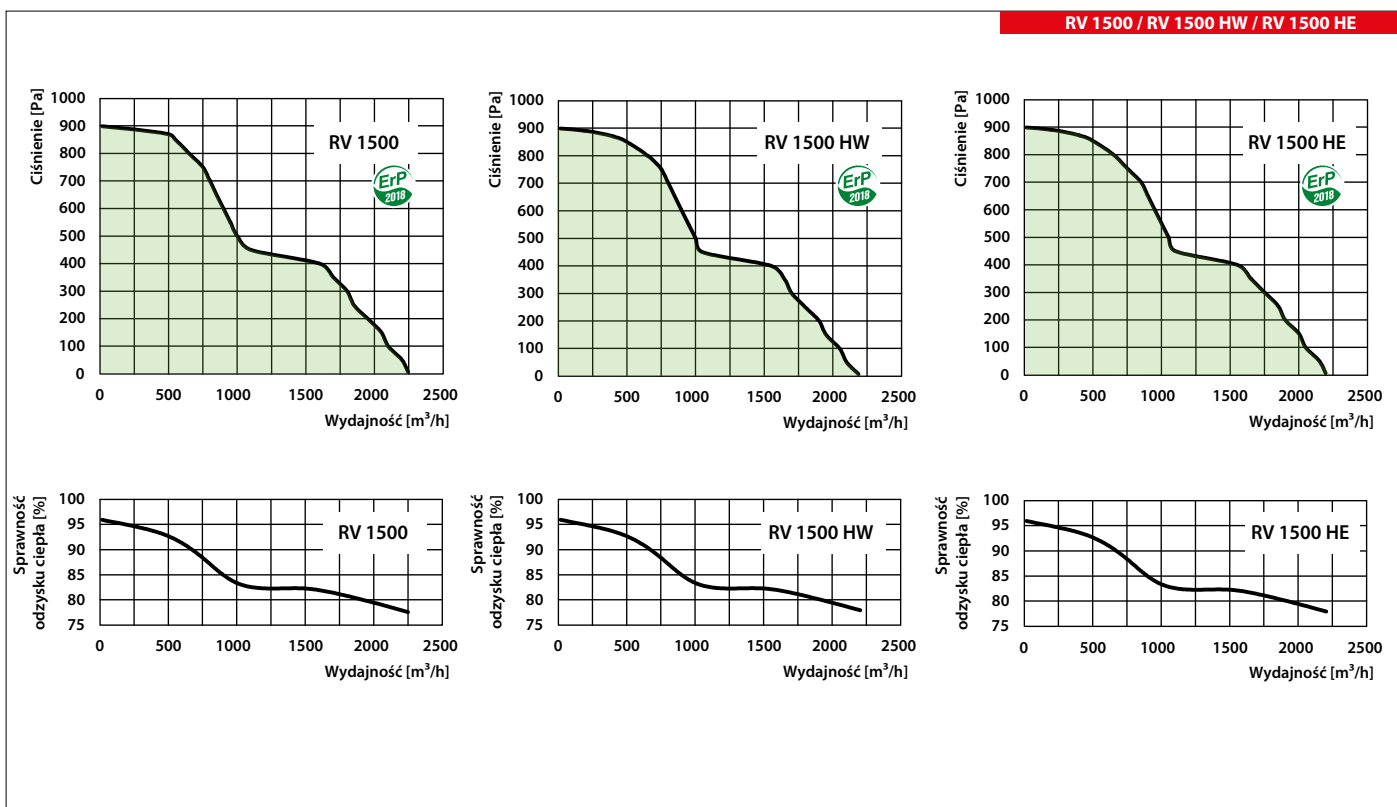 RV 1500 / RV 1500 HW / RV 1500 HE
Ciśnienie [Pa]
1000
900
800
700
600
500
400
300
200
100
0
RV 1500
ErP
2018
0 500 1000 1500 2000 2500
Wydajność [m³/h]
Ciśnienie [Pa]
1000
900
800
700
600
500
400
300
200
100
0
RV 1500 HW
ErP
2018
0 500 1000 1500 2000 2500
Wydajność [m³/h]
Ciśnienie [Pa]
1000
900
800
700
600
500
400
300
200
100
0
RV 1500 HE
ErP
2018
0 500 1000 1500 2000 2500
Wydajność [m³/h]
Sprawność
odzysku ciepła [%]
100
95
90
85
80
75
RV 1500
0 500 1000 1500 2000 2500
Wydajność [m³/h]
Sprawność
odzysku ciepła [%]
100
95
90
85
80
75
RV 1500 HW
0 500 1000 1500 2000 2500
Wydajność [m³/h]
Sprawność
odzysku ciepła [%]
100
95
90
85
80
75
RV 1500 HE
0 500 1000 1500 2000 2500
Wydajność [m³/h]